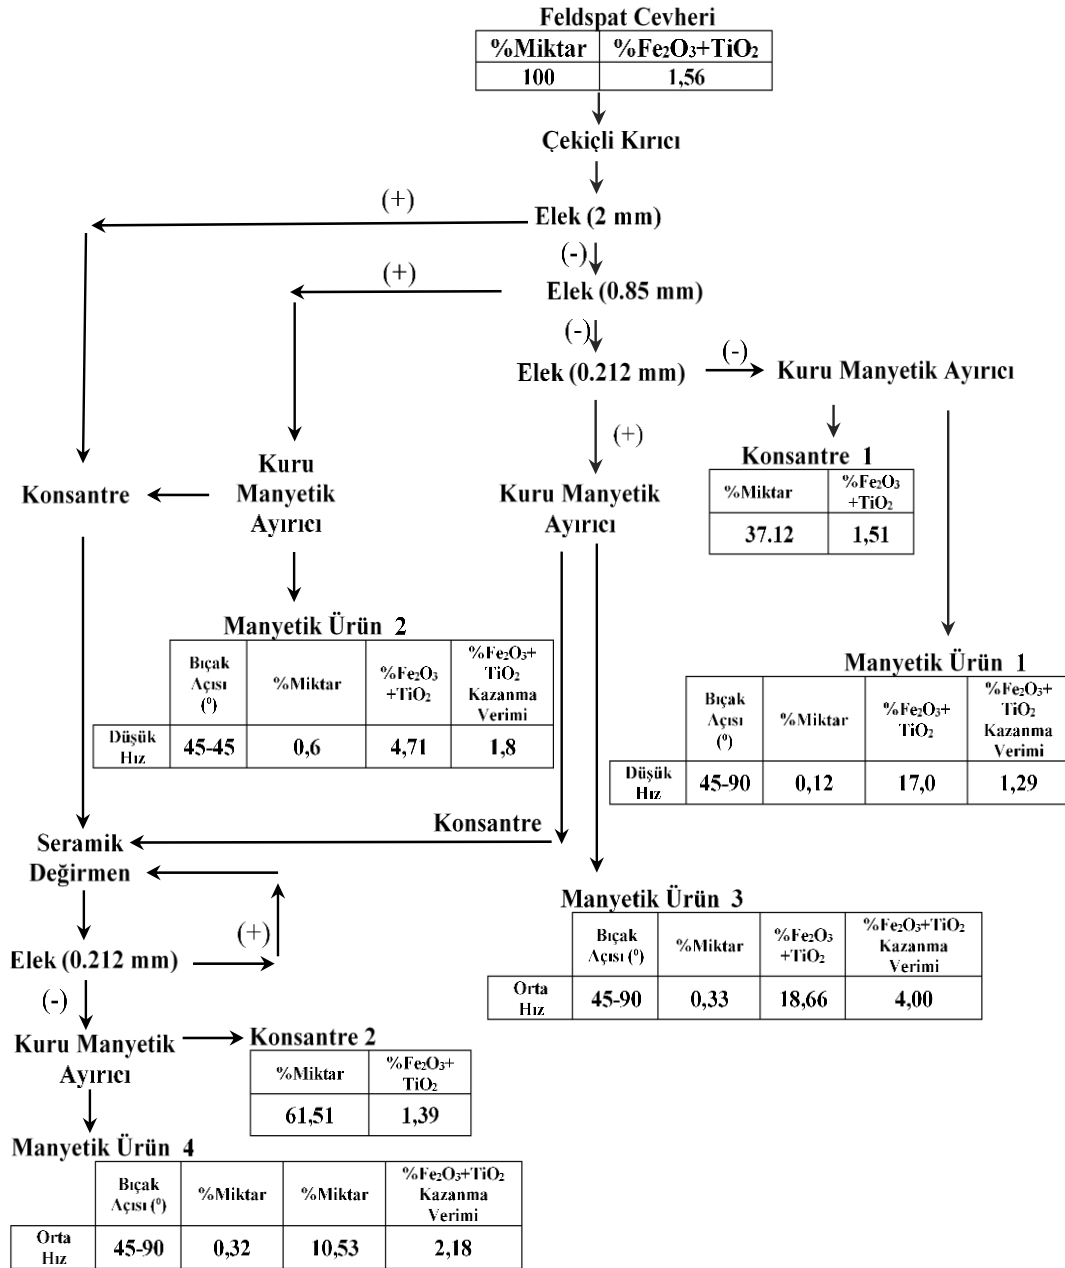 Feldspat Cevheri
%Miktar %Fe₂O₃+TiO₂
100 1,56
Çekiçli Kırıcı
(+)
Elek (2 mm)
(-)
(+)
Elek (0.85 mm)
(-)
Elek (0.212 mm)
(-)
Kuru Manyetik Ayırıcı
(+)
Konsantre 1
%Miktar %Fe₂O₃
+TiO₂
37.12 1,51
Konsantre
Kuru
Manyetik
Ayırıcı
Kuru Manyetik
Ayırıcı
Manyetik Ürün 2
Bıçak
Açısı
(⁰)
%Miktar
%Fe₂O₃
+TiO₂
%Fe₂O₃+
TiO₂
Kazanma
Verimi
Düşük
Hız
45-45 0,6 4,71 1,8
Manyetik Ürün 1
Bıçak
Açısı
(⁰)
%Miktar
%Fe₂O₃+
TiO₂
%Fe₂O₃+
TiO₂
Kazanma
Verimi
Düşük
Hız
45-90 0,12 17,0 1,29
Konsantre
Seramik
Değirmen
(+)
Elek (0.212 mm)
(-)
Manyetik Ürün 3
Bıçak
Açısı (⁰)
%Miktar
%Fe₂O₃
+TiO₂
%Fe₂O₃+TiO₂
Kazanma
Verimi
Orta
Hız
45-90 0,33 18,66 4,00
Kuru Manyetik
Ayırıcı
Konsantre 2
%Miktar %Fe₂O₃+
TiO₂
61,51 1,39
Manyetik Ürün 4
Bıçak
Açısı (⁰)
%Miktar
%Miktar
%Fe₂O₃+TiO₂
Kazanma
Verimi
Orta
Hız
45-90 0,32 10,53 2,18